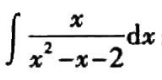 ∫ x/(x² – x – 2) dx